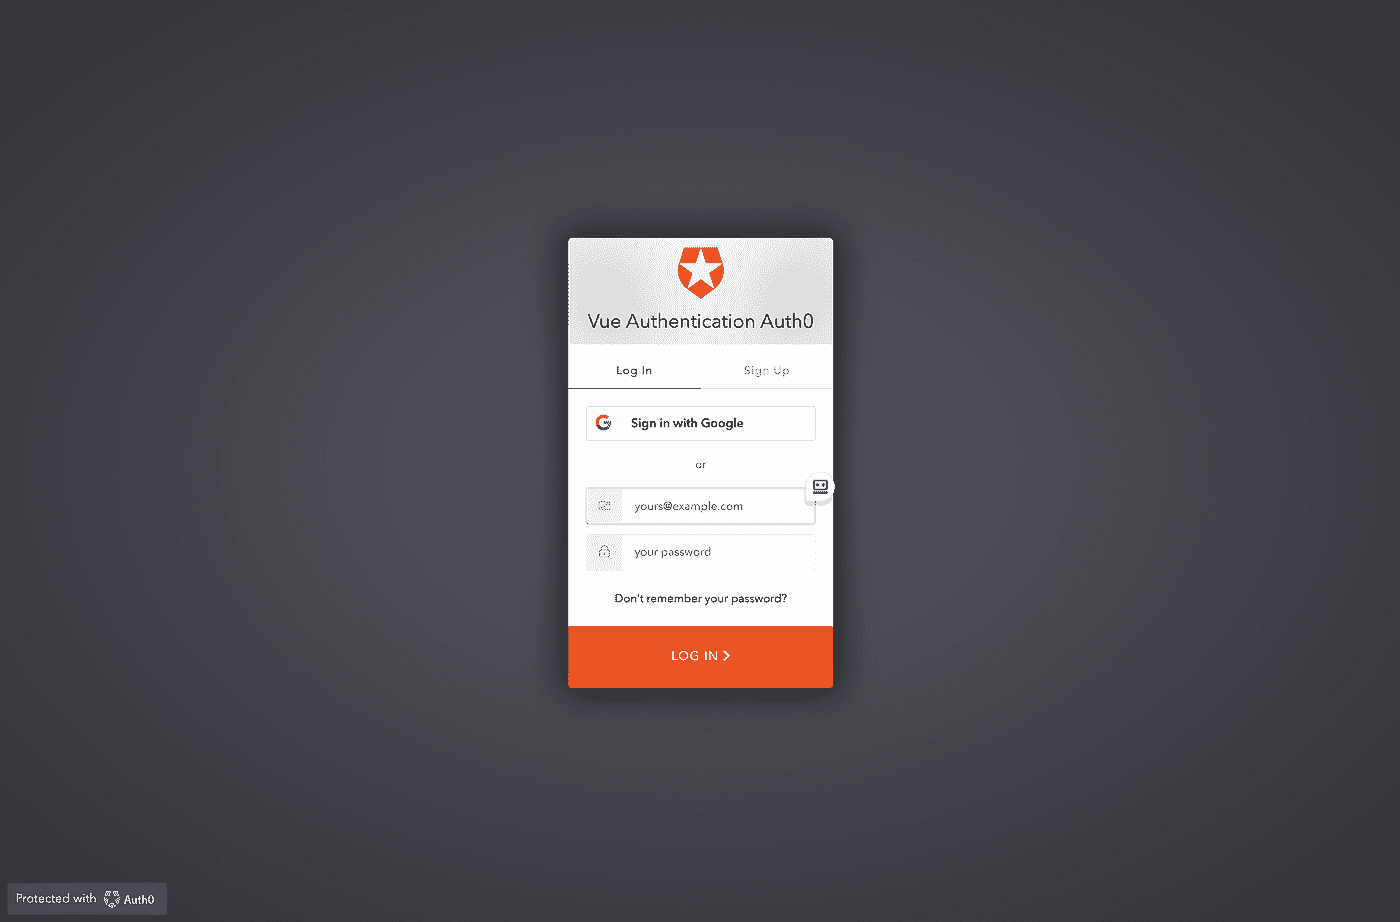 Vue Authentication Auth0
Log In
Sign Up
Sign in with Google
or
yours@example.com
your password
Don't remember your password?
LOG IN
Protected with Auth0